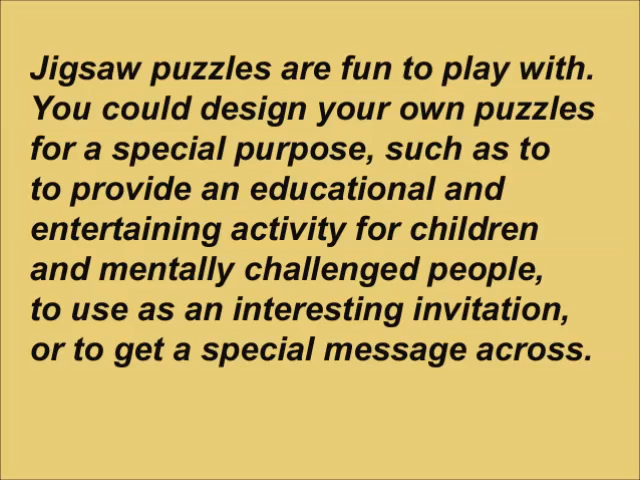 Jigsaw puzzles are fun to play with.
You could design your own puzzles
for a special purpose, such as to
to provide an educational and
entertaining activity for children
and mentally challenged people,
to use as an interesting invitation,
or to get a special message across.